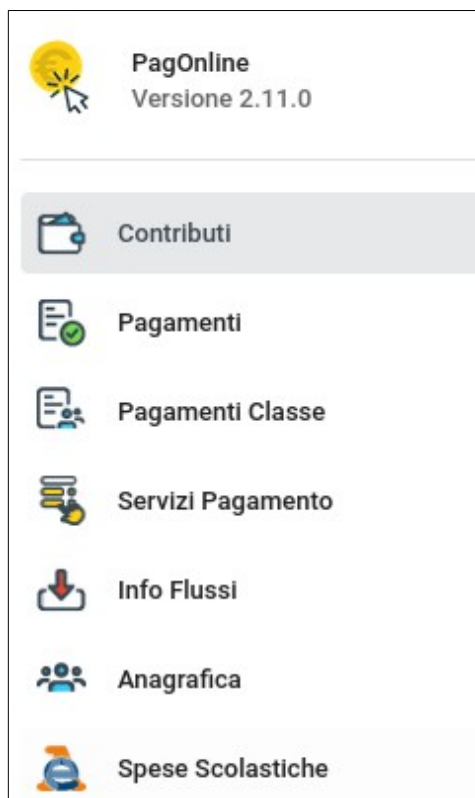 PagOnline
Versione 2.11.0
Contributi
Pagamenti
Pagamenti Classe
Servizi Pagamento
Info Flussi
Anagrafica
Spese Scolastiche